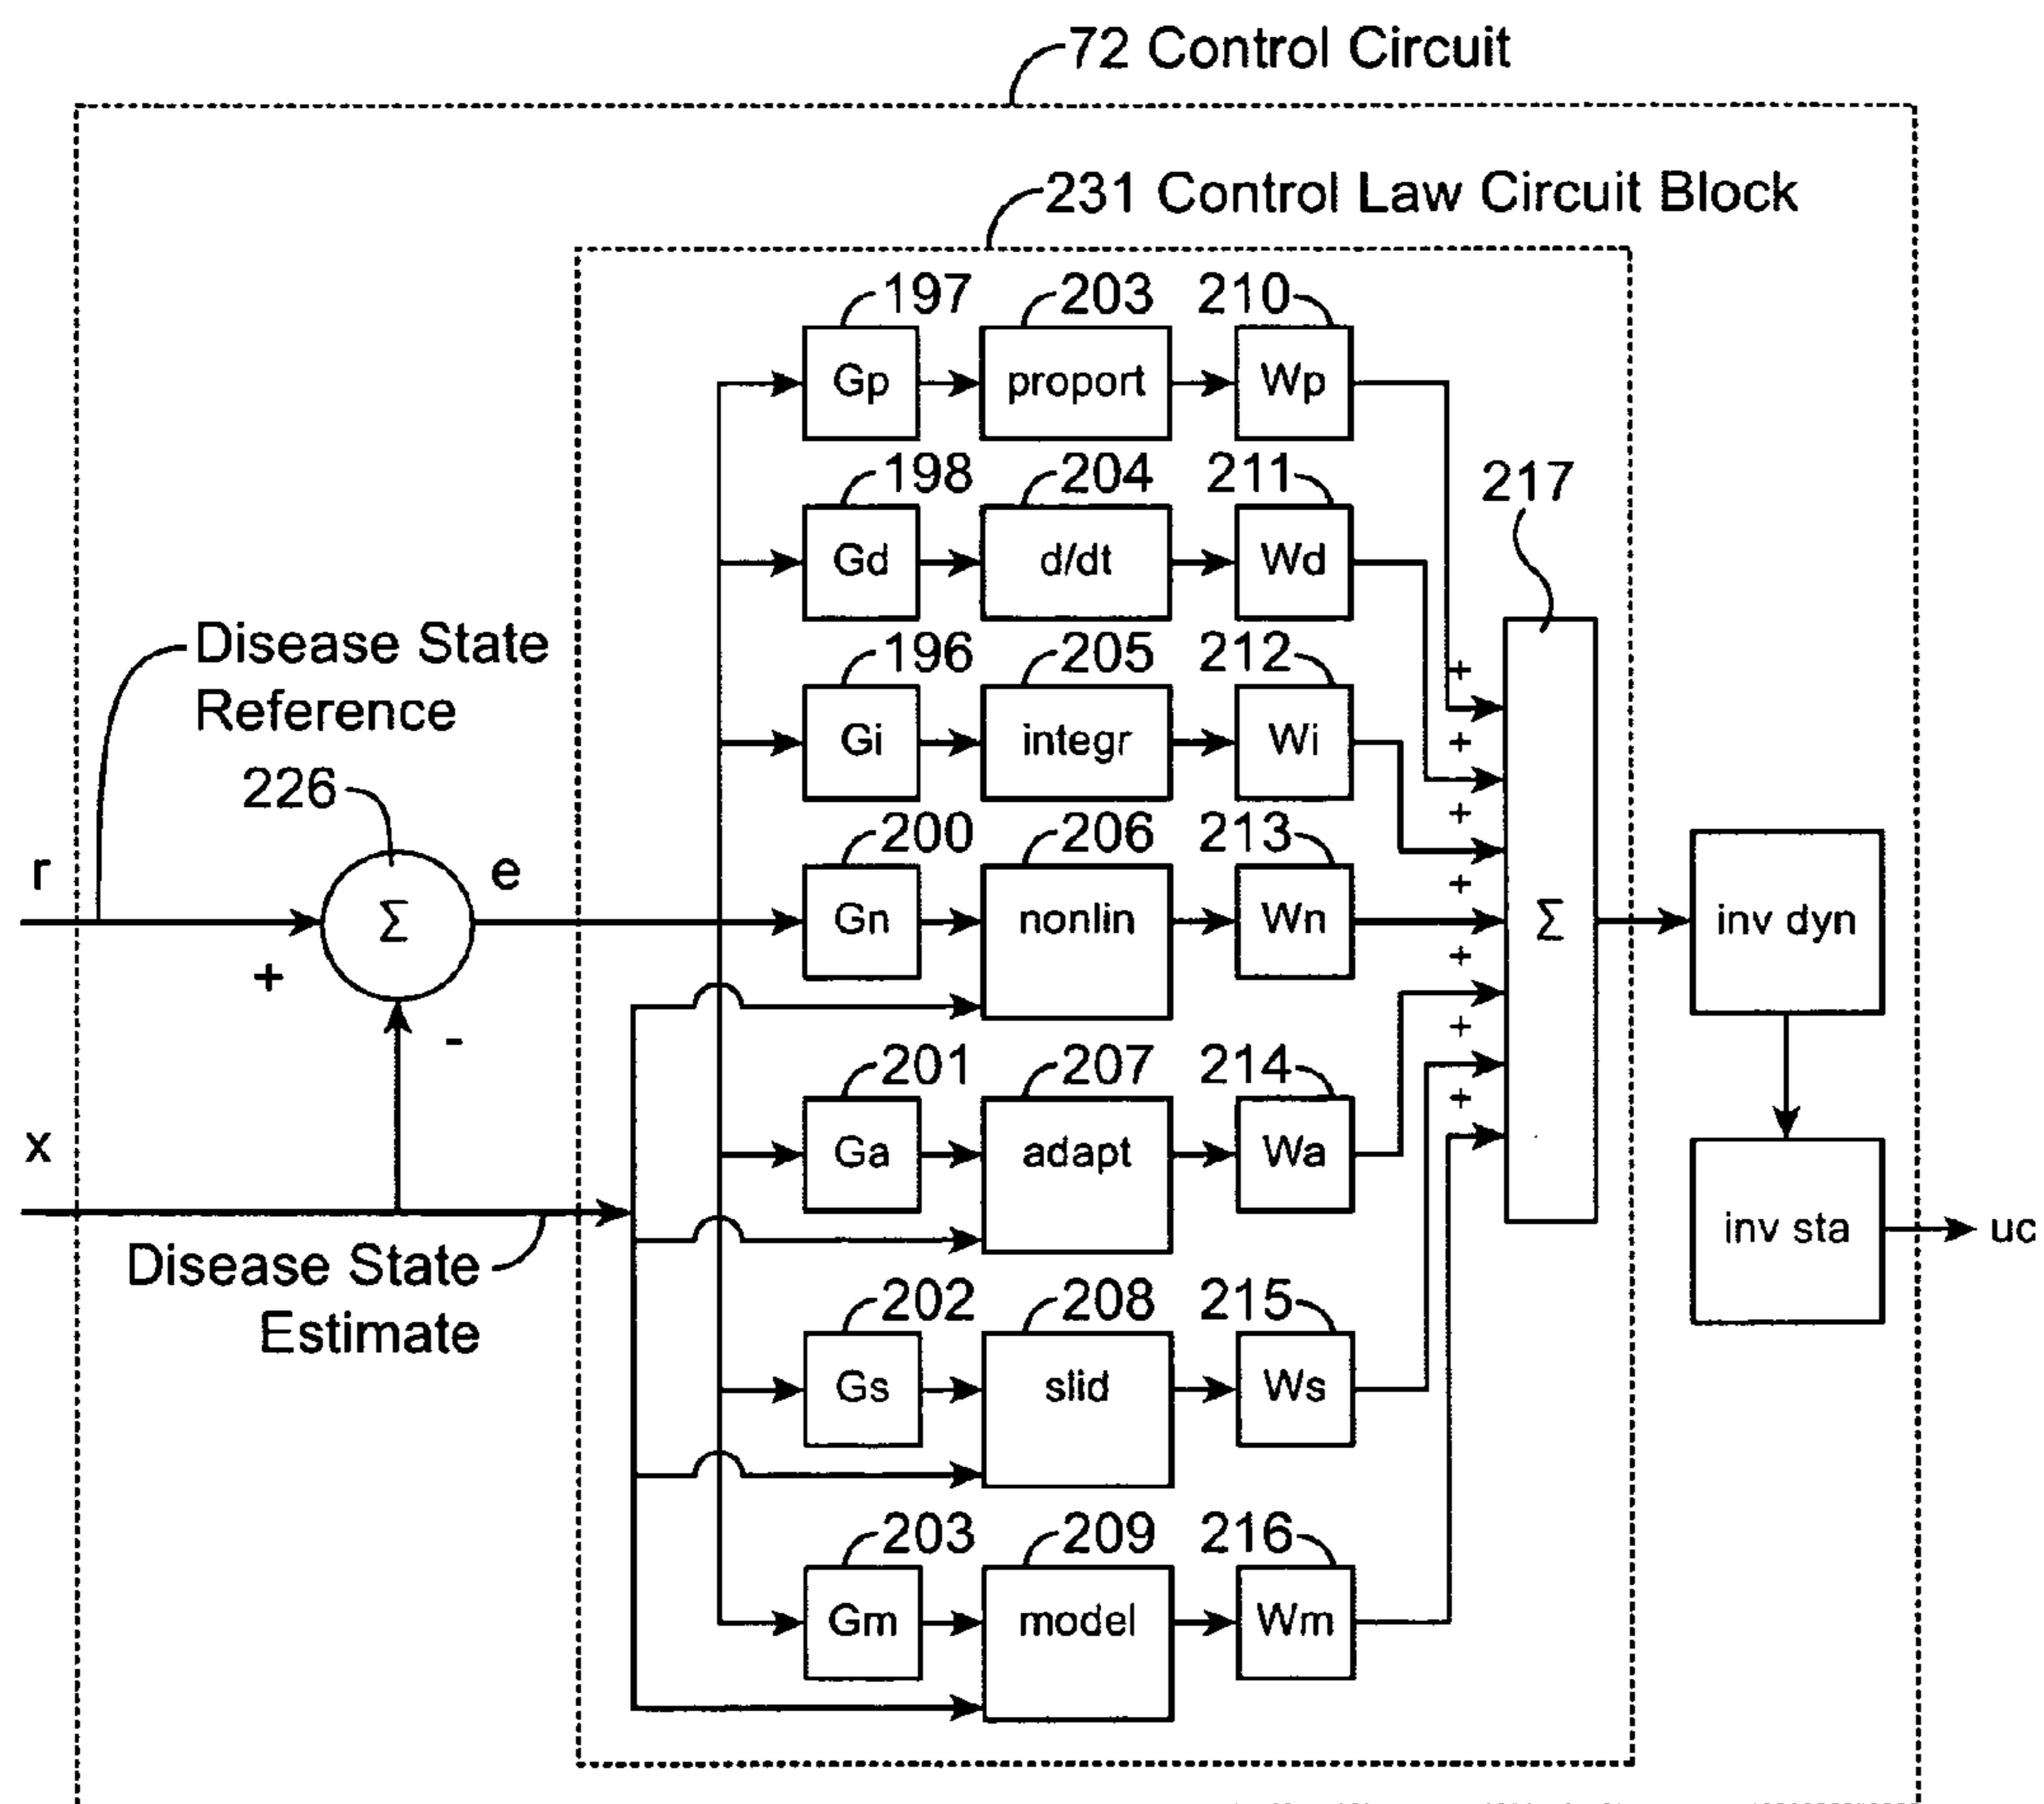 72 Control Circuit
231 Control Law Circuit Block
197 203 210
Gp proport Wp
198 204 211
217
Gd d/dt Wd
Disease State
Reference
196 205 212
+
Gi integr Wi
+
226
+
200 206 213
r
e
+
Σ
Gn nonlin Wn
Σ
inv dyn
+
+
-
+
201 207 214
+
x
Ga adapt Wa
inv sta
uc
Disease State
Estimate
202 208 215
Gs slid Ws
203 209 216
Gm model Wm